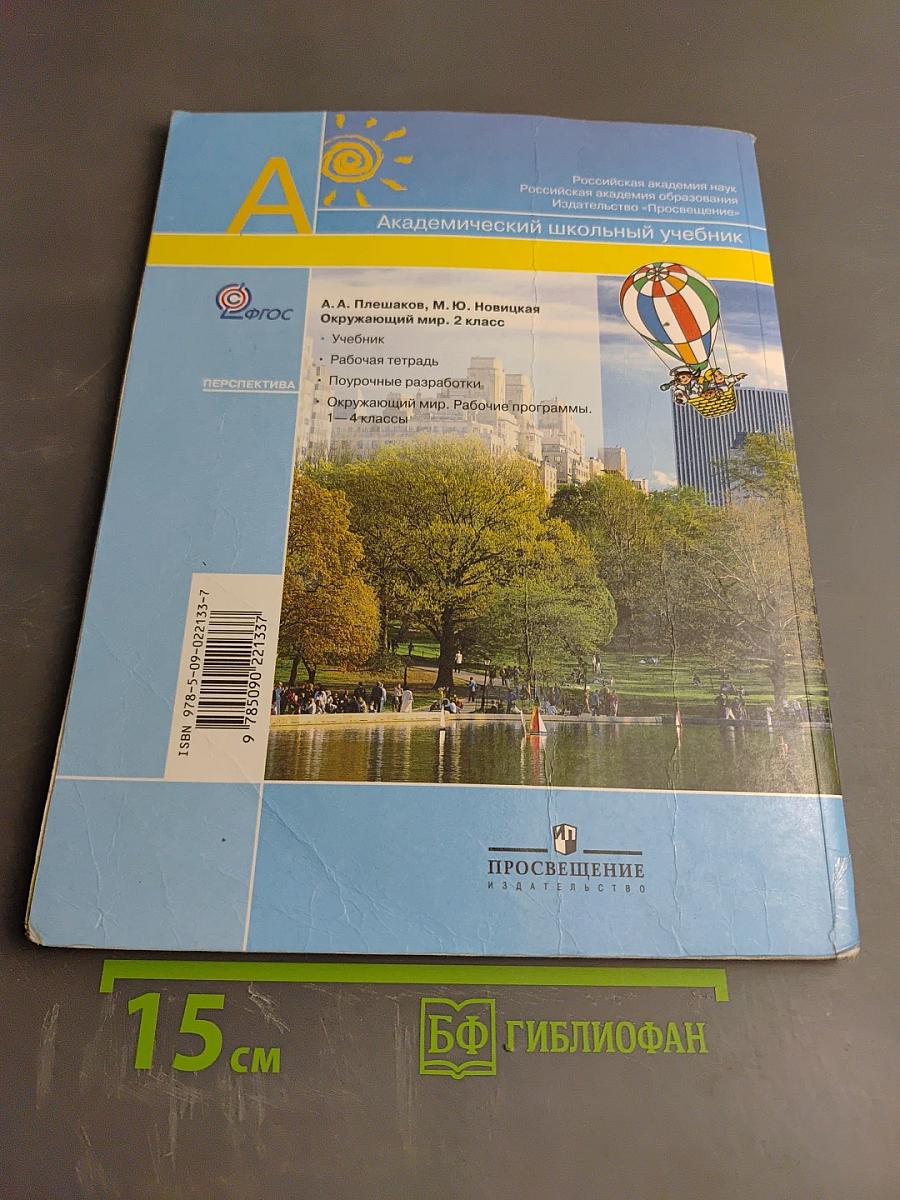 А
Российская академия наук
Российская академия образования
Издательство «Просвещение»
Академический школьный учебник
ФГОС
ПЕРСПЕКТИВА
А. А. Плешаков, М. Ю. Новицкая
Окружающий мир. 2 класс
• Учебник
• Рабочая тетрадь
• Поурочные разработки
• Окружающий мир. Рабочие программы.
1—4 классы
ISBN 978-5-09-022133-7
9 785090 221337
ИП
ПРОСВЕЩЕНИЕ
ИЗДАТЕЛЬСТВО
15 см
БФ ГИБЛИОФАН